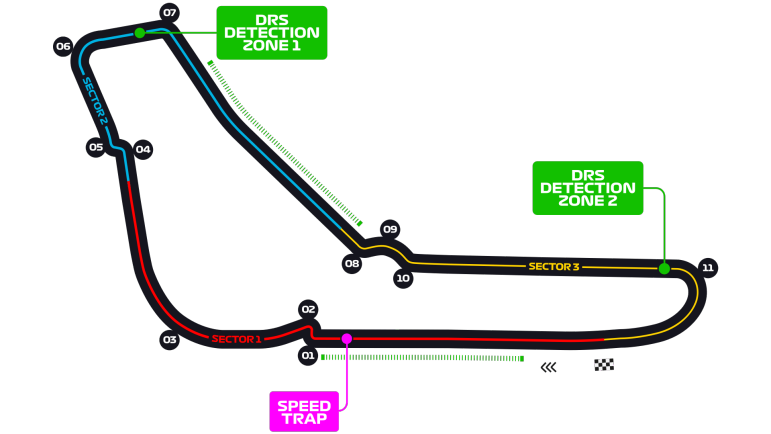 07
DRS
DETECTION
ZONE 1
06
SECTOR 2
05
04
DRS
DETECTION
ZONE 2
09
08
10
SECTOR 3
11
02
03
SECTOR 1
01
SPEED
TRAP